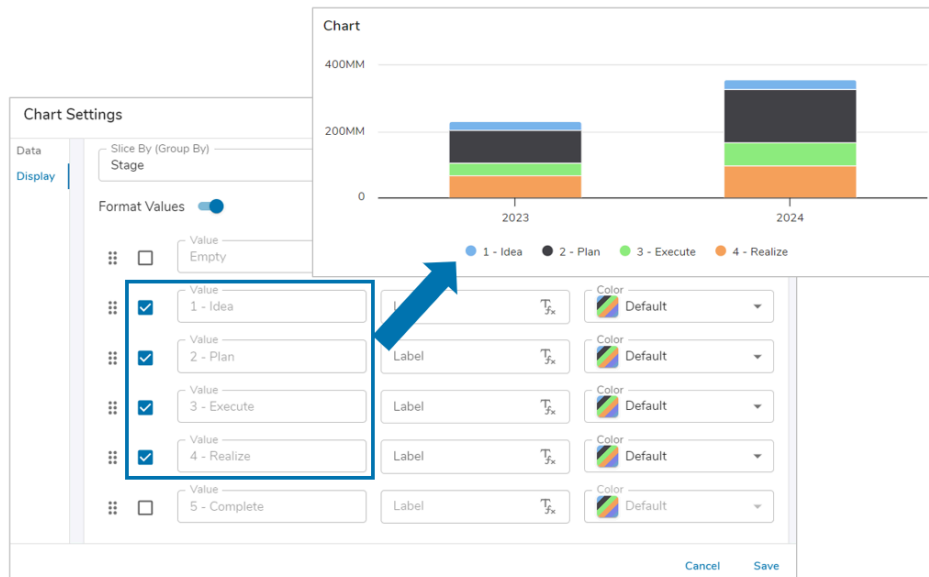 Chart
400MM
200MM
0
2023
2024
1 - Idea 2 - Plan 3 - Execute 4 - Realize
Chart Settings
Data
Display
Slice By (Group By)
Stage
Format Values
Value
Empty
Value
1 - Idea
Color
Default
Value
2 - Plan
Label
Color
Default
Value
3 - Execute
Label
Color
Default
Value
4 - Realize
Label
Color
Default
Value
5 - Complete
Label
Color
Default
Cancel Save